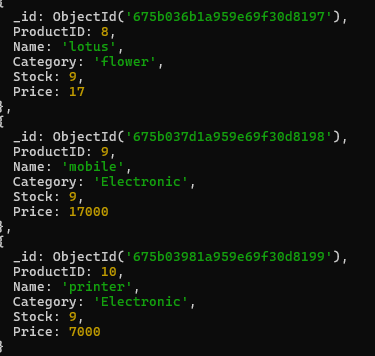 {
_id: ObjectId('675b036b1a959e69f30d8197'),
ProductID: 8,
Name: 'lotus',
Category: 'flower',
Stock: 9,
Price: 17
},
{
_id: ObjectId('675b037d1a959e69f30d8198'),
ProductID: 9,
Name: 'mobile',
Category: 'Electronic',
Stock: 9,
Price: 17000
},
{
_id: ObjectId('675b03981a959e69f30d8199'),
ProductID: 10,
Name: 'printer',
Category: 'Electronic',
Stock: 9,
Price: 7000
}